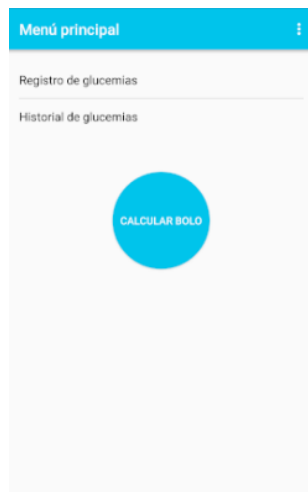 Menú principal
Registro de glucemias
Historial de glucemias
CALCULAR BOLO